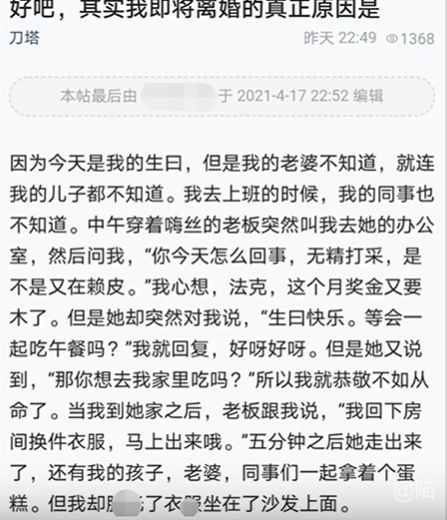 好吧，其实我即将离婚的真正原因是
刀塔 昨天 22:49 1368
本帖最后由 于 2021-4-17 22:52 编辑
因为今天是我的生日，但是我的老婆不知道，就连
我的儿子都不知道。我去上班的时候，我的同事也
不知道。中午穿着嗨丝的老板突然叫我去她的办公
室，然后问我，“你今天怎么回事，无精打采，是
不是又在赖皮。”我心想，法克，这个月奖金又要
木了。但是她却突然对我说，“生日快乐。等会一
起吃午餐吗？”我就回复，好呀好呀。但是她又说
到，“那你想去我家里吃吗？”所以我就恭敬不如从
命了。当我到她家之后，老板跟我说，“我回下房
间换件衣服，马上出来哦。”五分钟之后她走出来
了，还有我的孩子，老婆，同事们一起拿着个蛋
糕。但我却了衣服坐在了沙发上面。
@喵